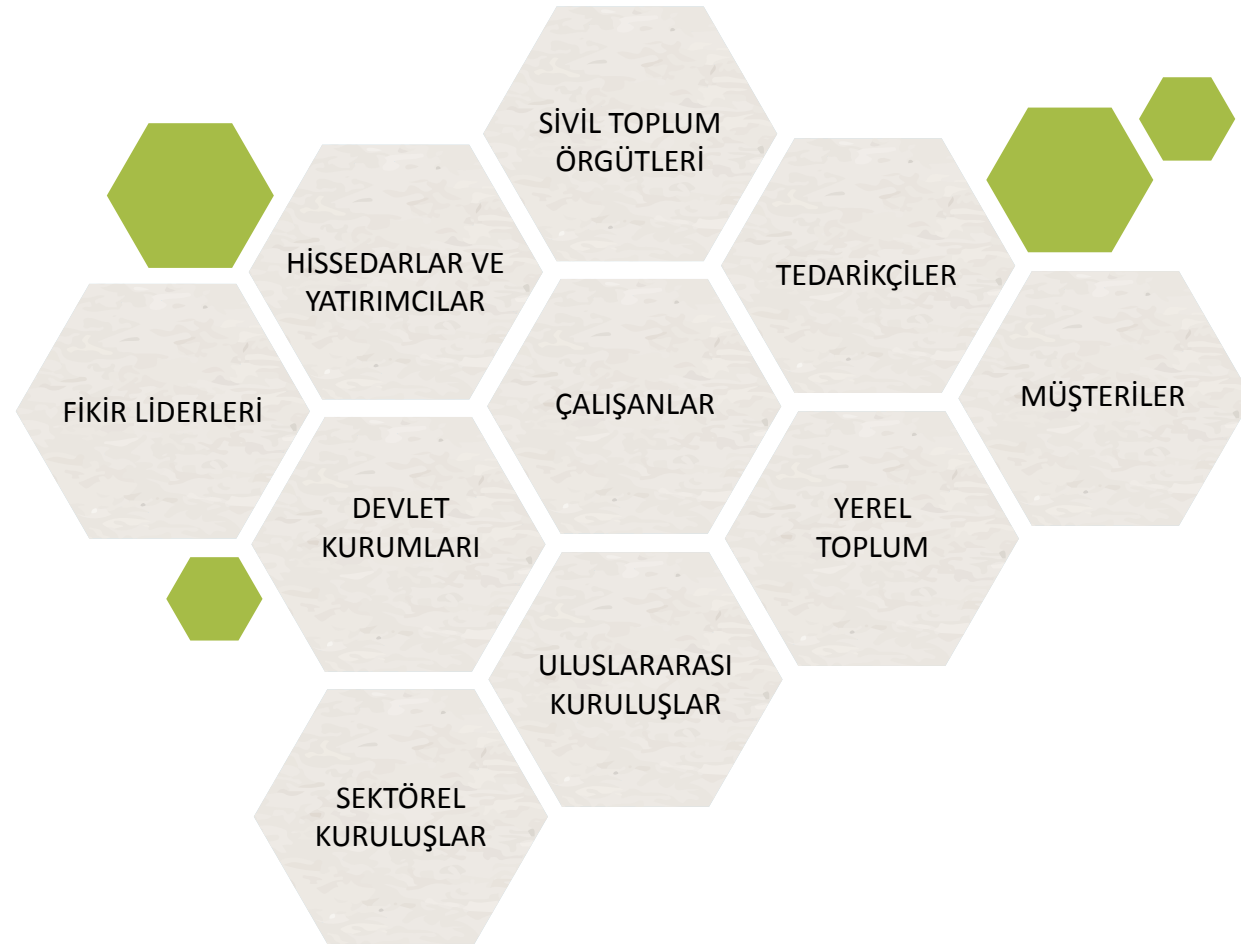 SİVİL TOPLUM
ÖRGÜTLERİ
HİSSEDARLAR VE
YATIRIMCILAR
TEDARİKÇİLER
FİKİR LİDERLERİ
ÇALIŞANLAR
MÜŞTERİLER
DEVLET
KURUMLARI
YEREL
TOPLUM
ULUSLARARASI
KURULUŞLAR
SEKTÖREL
KURULUŞLAR